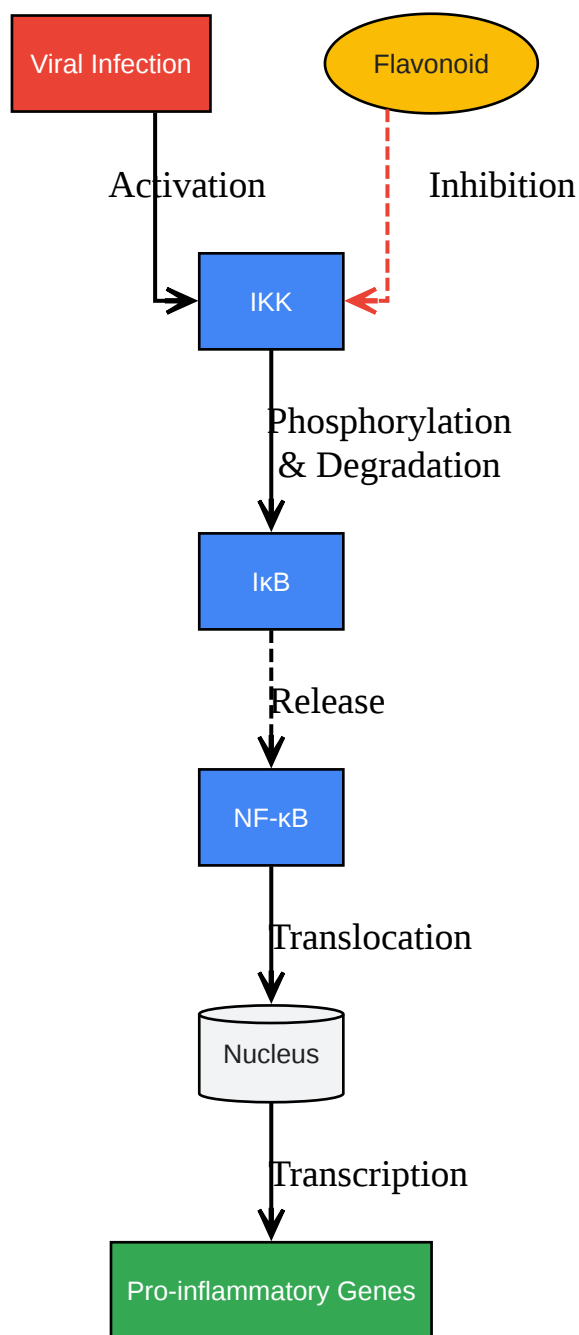 Viral Infection
Flavonoid
Activation
Inhibition
IKK
Phosphorylation
& Degradation
IκB
Release
NF-κB
Translocation
Nucleus
Transcription
Pro-inflammatory Genes